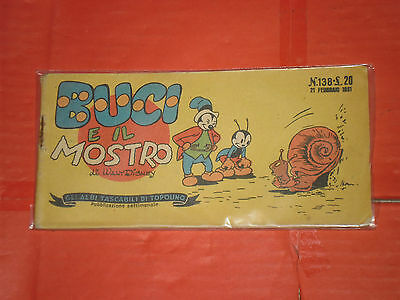 BUCI
E IL
MOSTRO
di WALT DISNEY
GLI ALBI TASCABILI DI TOPOLINO
Pubblicazione settimanale
N. 138 - L. 20
21 FEBBRAIO 1951